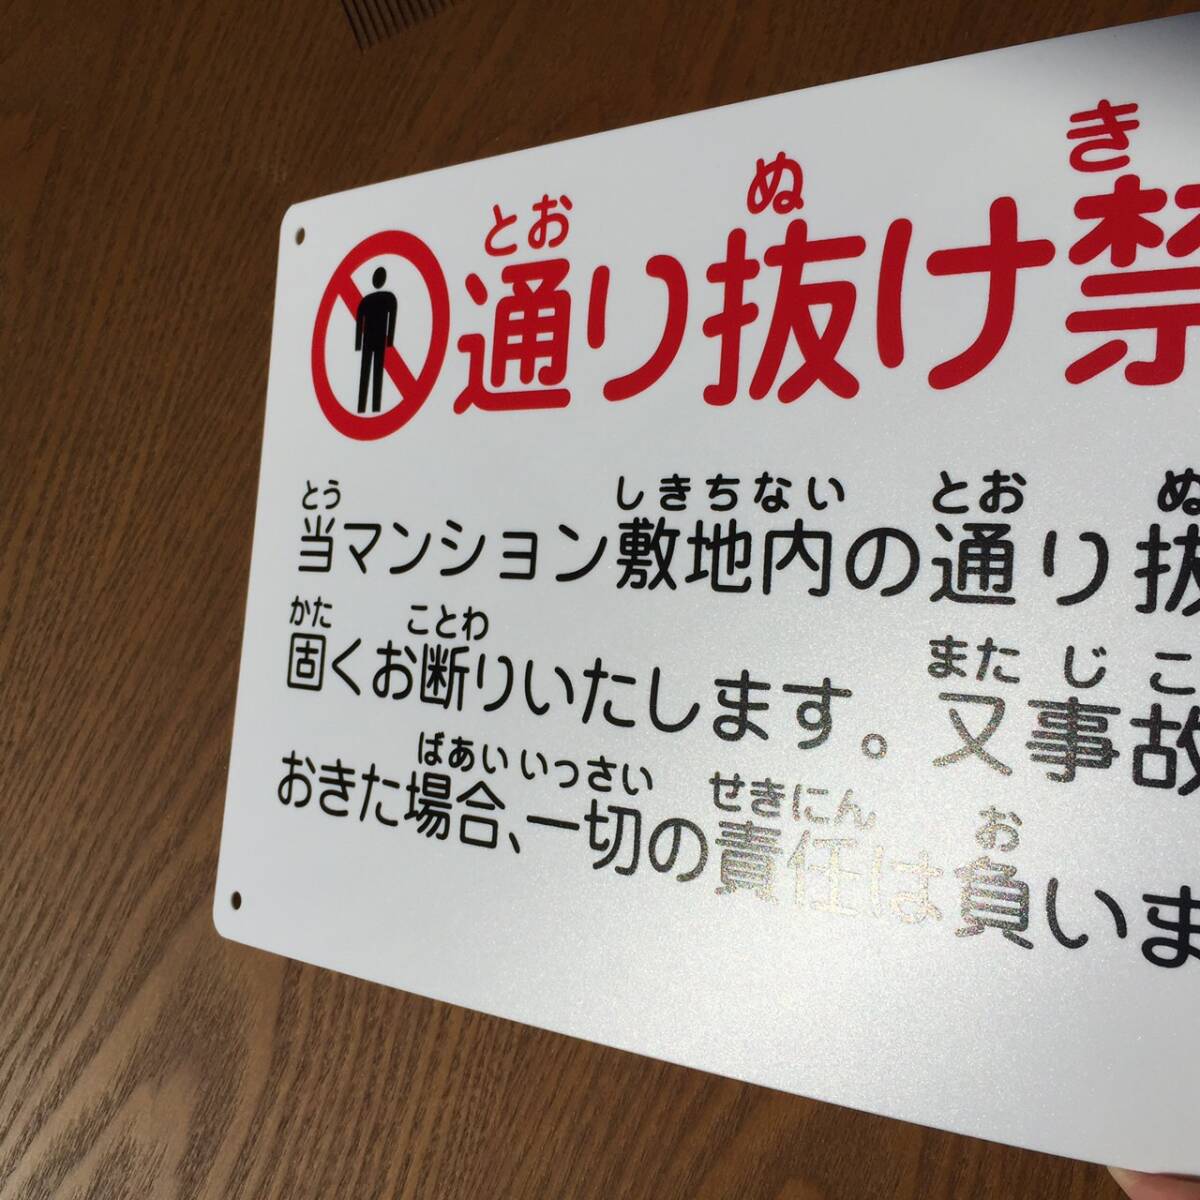 とお ぬ き
通り抜け禁
とう しきちない とお ぬ
当マンション敷地内の通り抜
かた ことわ また じ こ
固くお断りいたします。又事故
ばあい いっさい せきにん お
おきた場合、一切の責任は負いま